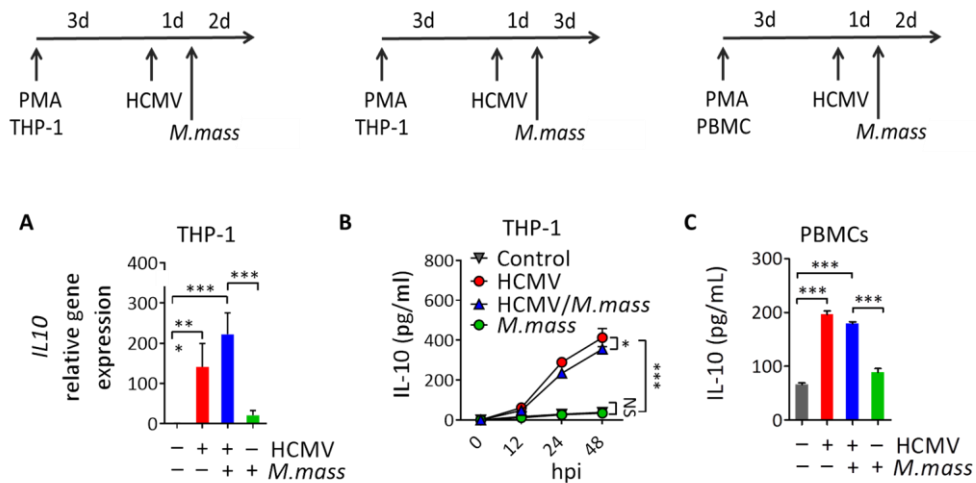 3d 1d 2d
PMA HCMV
THP-1 M.mass
3d 1d 3d
PMA HCMV
THP-1 M.mass
3d 1d 2d
PMA HCMV
PBMC M.mass
A
THP-1
IL10
relative gene
expression
400
300
200
100
0
***
***
**
*
− + + − HCMV
− − + + M.mass
B
THP-1
Control
HCMV
HCMV/M.mass
M.mass
IL-10 (pg/ml)
800
600
400
200
0
*
***
NS
0 12 24 48
hpi
C
PBMCs
IL-10 (pg/mL)
300
200
100
0
***
***
***
− + + − HCMV
− − + + M.mass